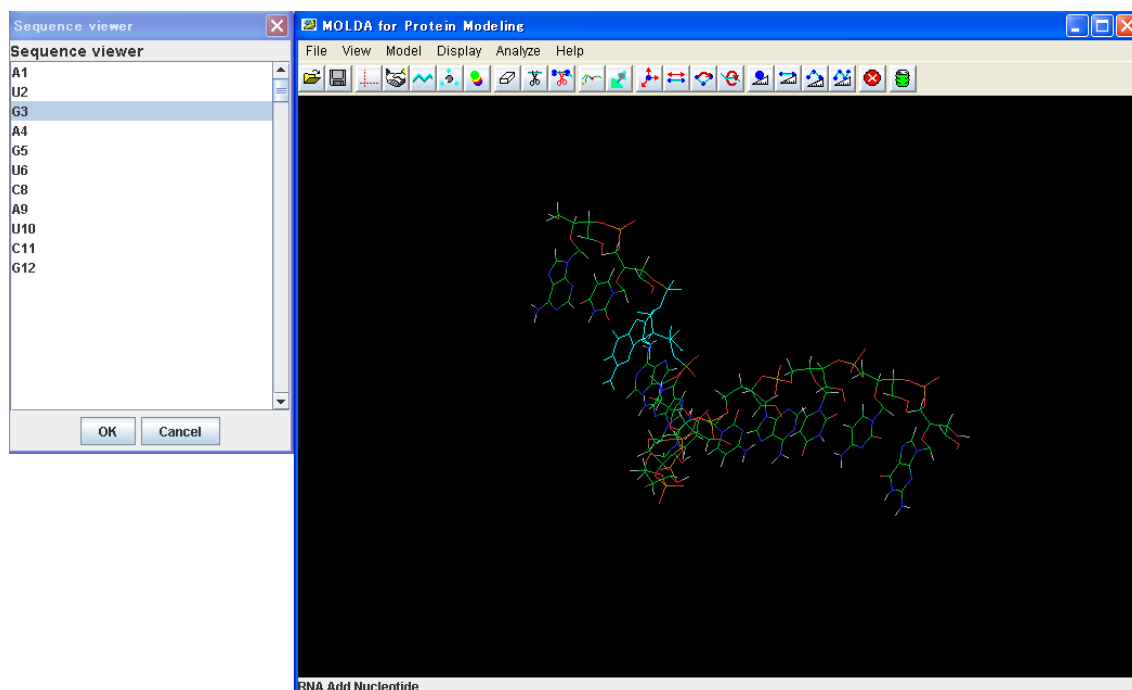 Sequence viewer
Sequence viewer
A1
U2
G3
A4
G5
U6
C8
A9
U10
C11
G12
OK Cancel
MOLDA for Protein Modeling
File View Model Display Analyze Help
RNA Add Nucleotide